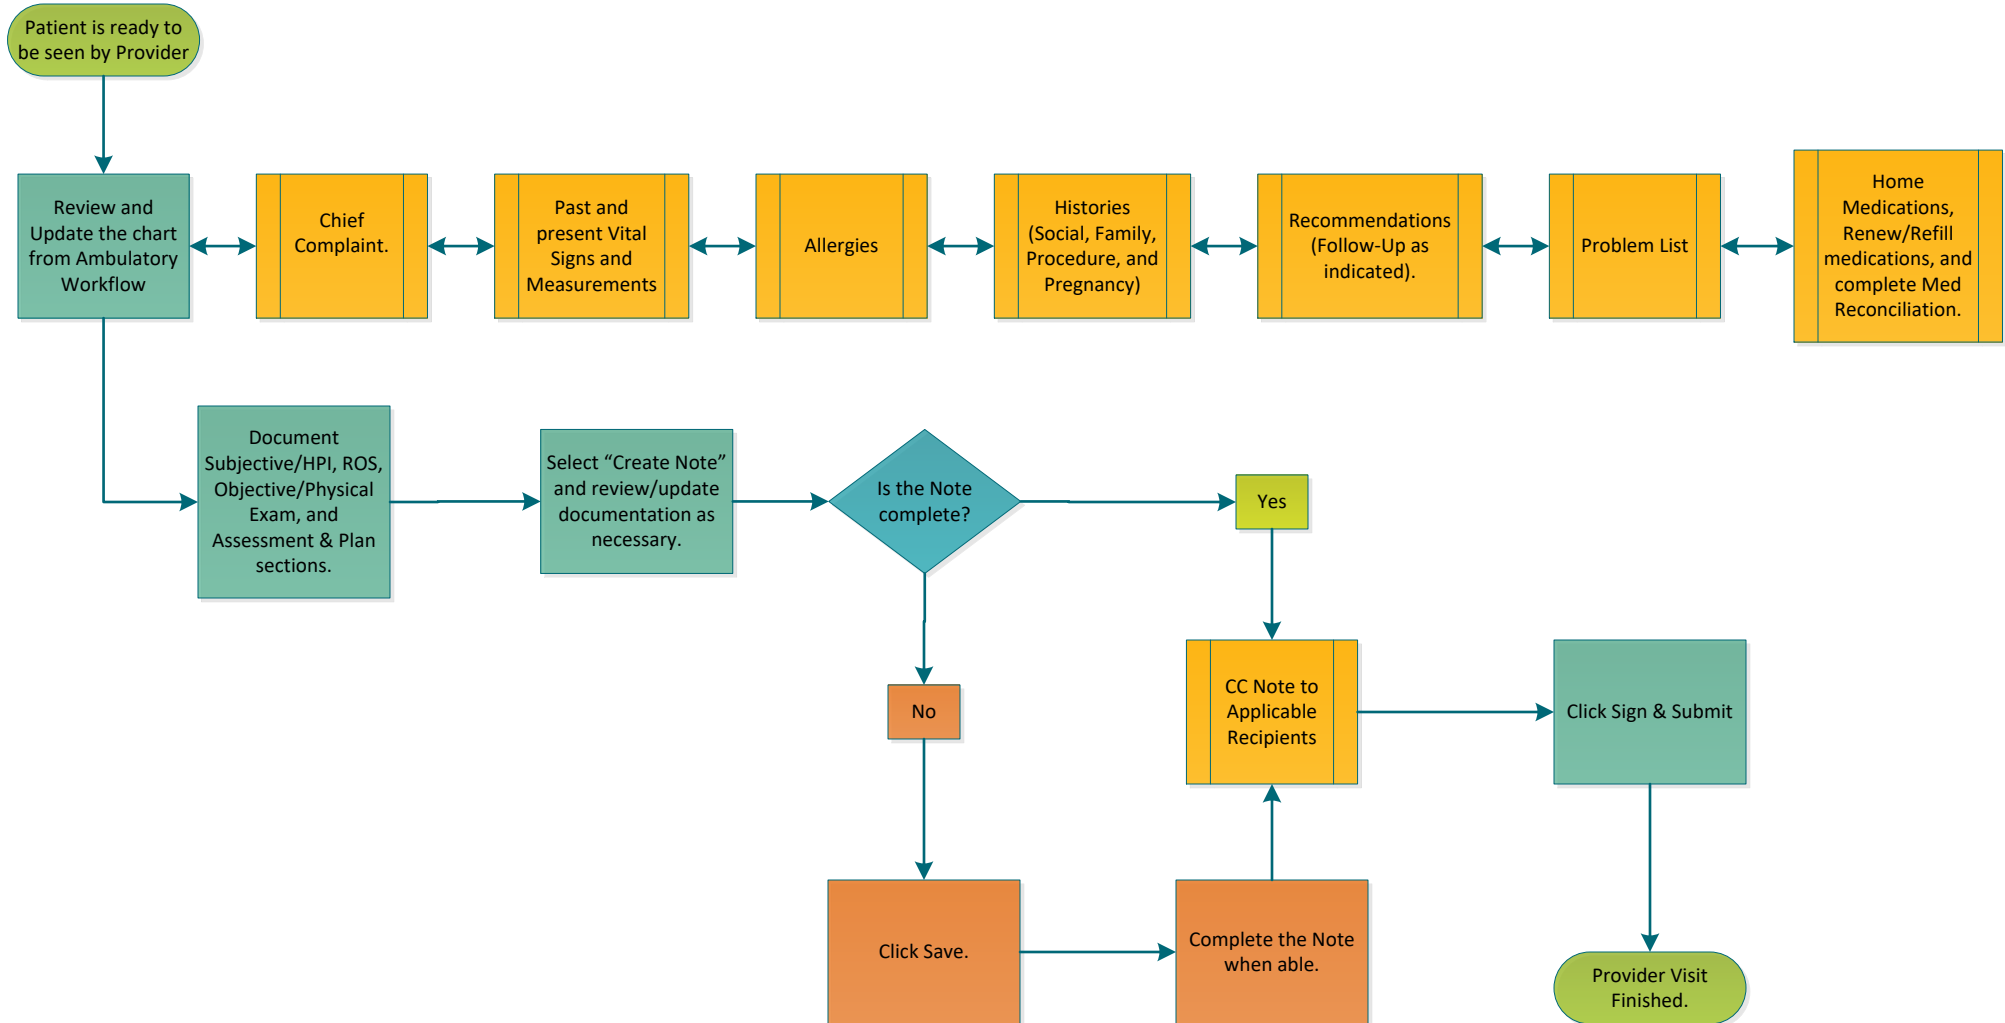 Patient is ready to
be seen by Provider
Review and
Update the chart
from Ambulatory
Workflow
Chief
Complaint.
Past and
present Vital
Signs and
Measurements
Allergies
Histories
(Social, Family,
Procedure, and
Pregnancy)
Recommendations
(Follow-Up as
indicated).
Problem List
Home
Medications,
Renew/Refill
medications, and
complete Med
Reconciliation.
Document
Subjective/HPI, ROS,
Objective/Physical
Exam, and
Assessment & Plan
sections.
Select “Create Note”
and review/update
documentation as
necessary.
Is the Note
complete?
Yes
No
CC Note to
Applicable
Recipients
Click Sign & Submit
Click Save.
Complete the Note
when able.
Provider Visit
Finished.